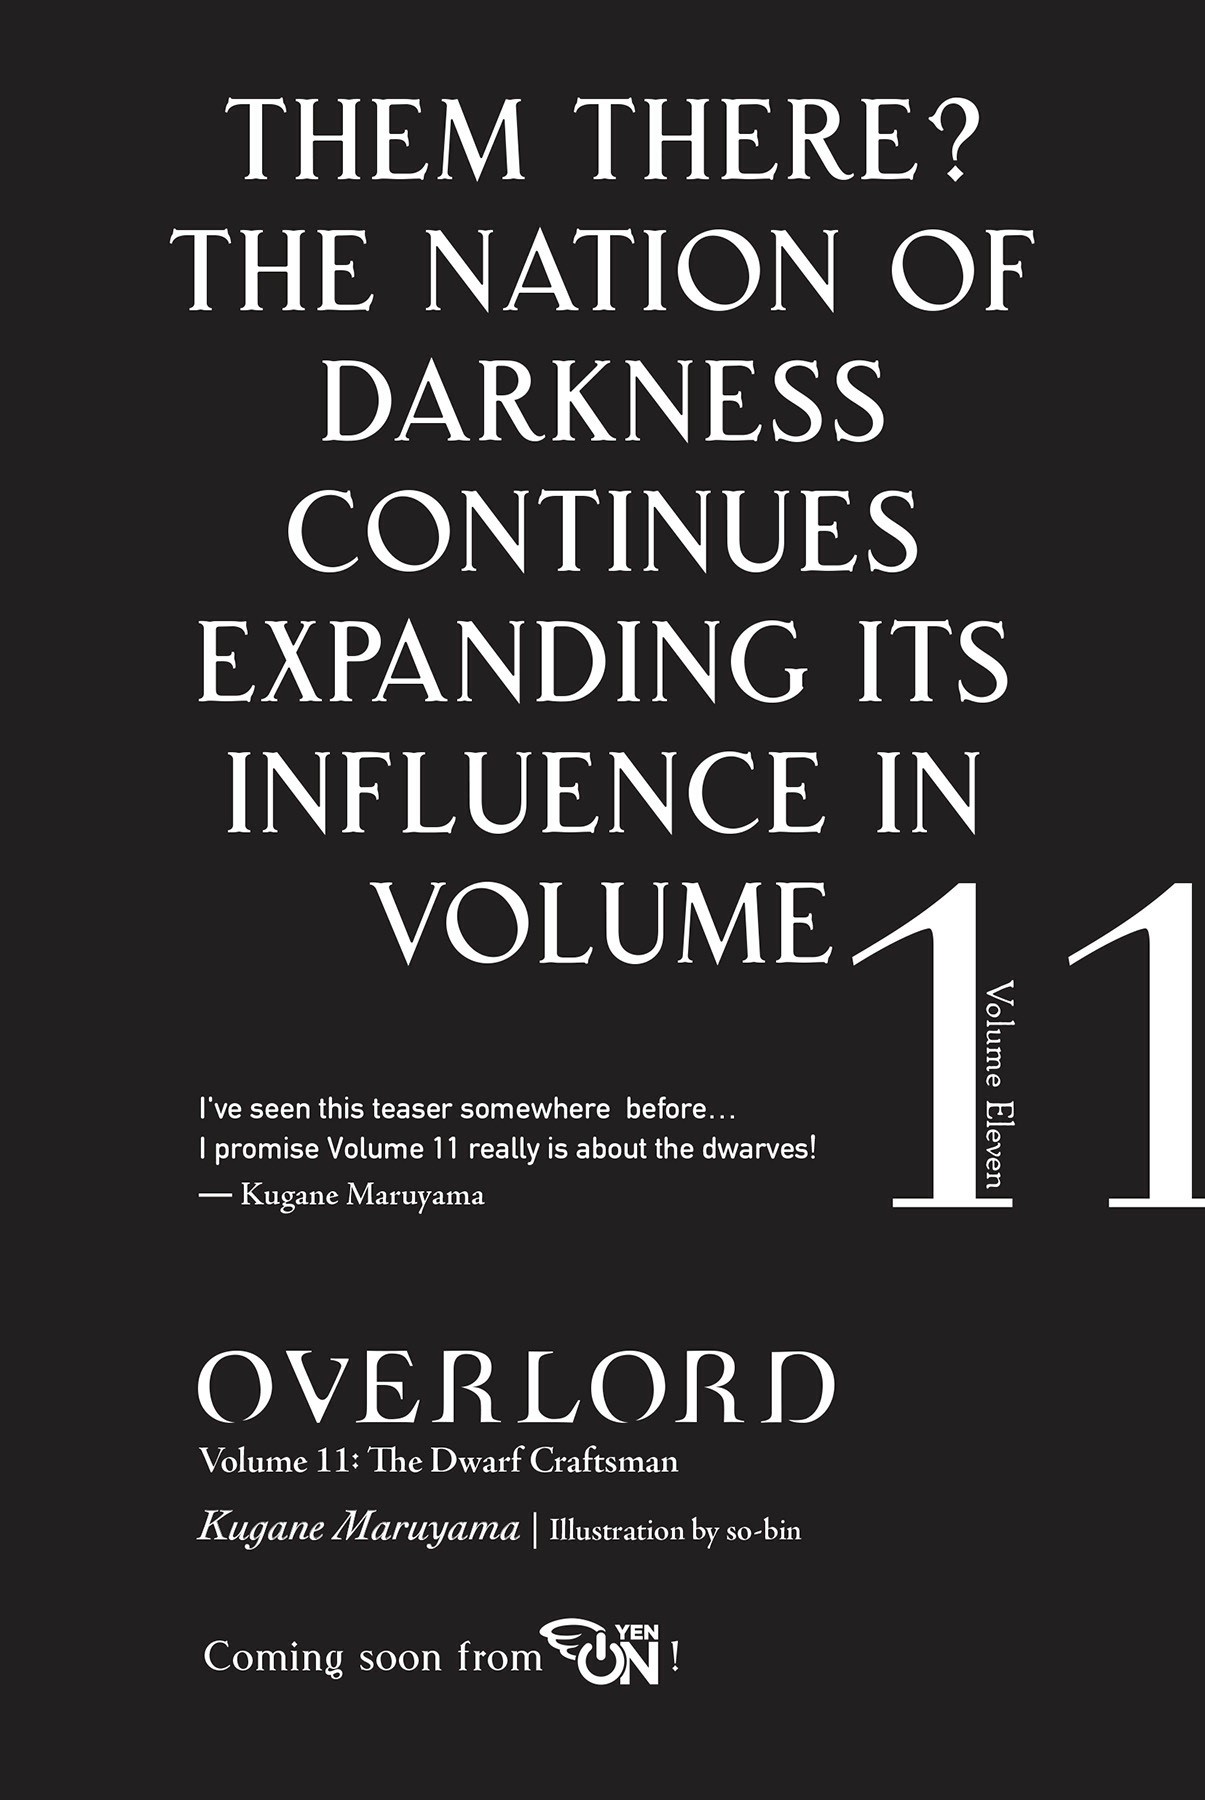 THEM THERE?
THE NATION OF
DARKNESS
CONTINUES
EXPANDING ITS
INFLUENCE IN
VOLUME 11
Volume Eleven
I've seen this teaser somewhere before...
I promise Volume 11 really is about the dwarves!
— Kugane Maruyama
OVERLORD
Volume 11: The Dwarf Craftsman
Kugane Maruyama | Illustration by so-bin
Coming soon from YEN ON !